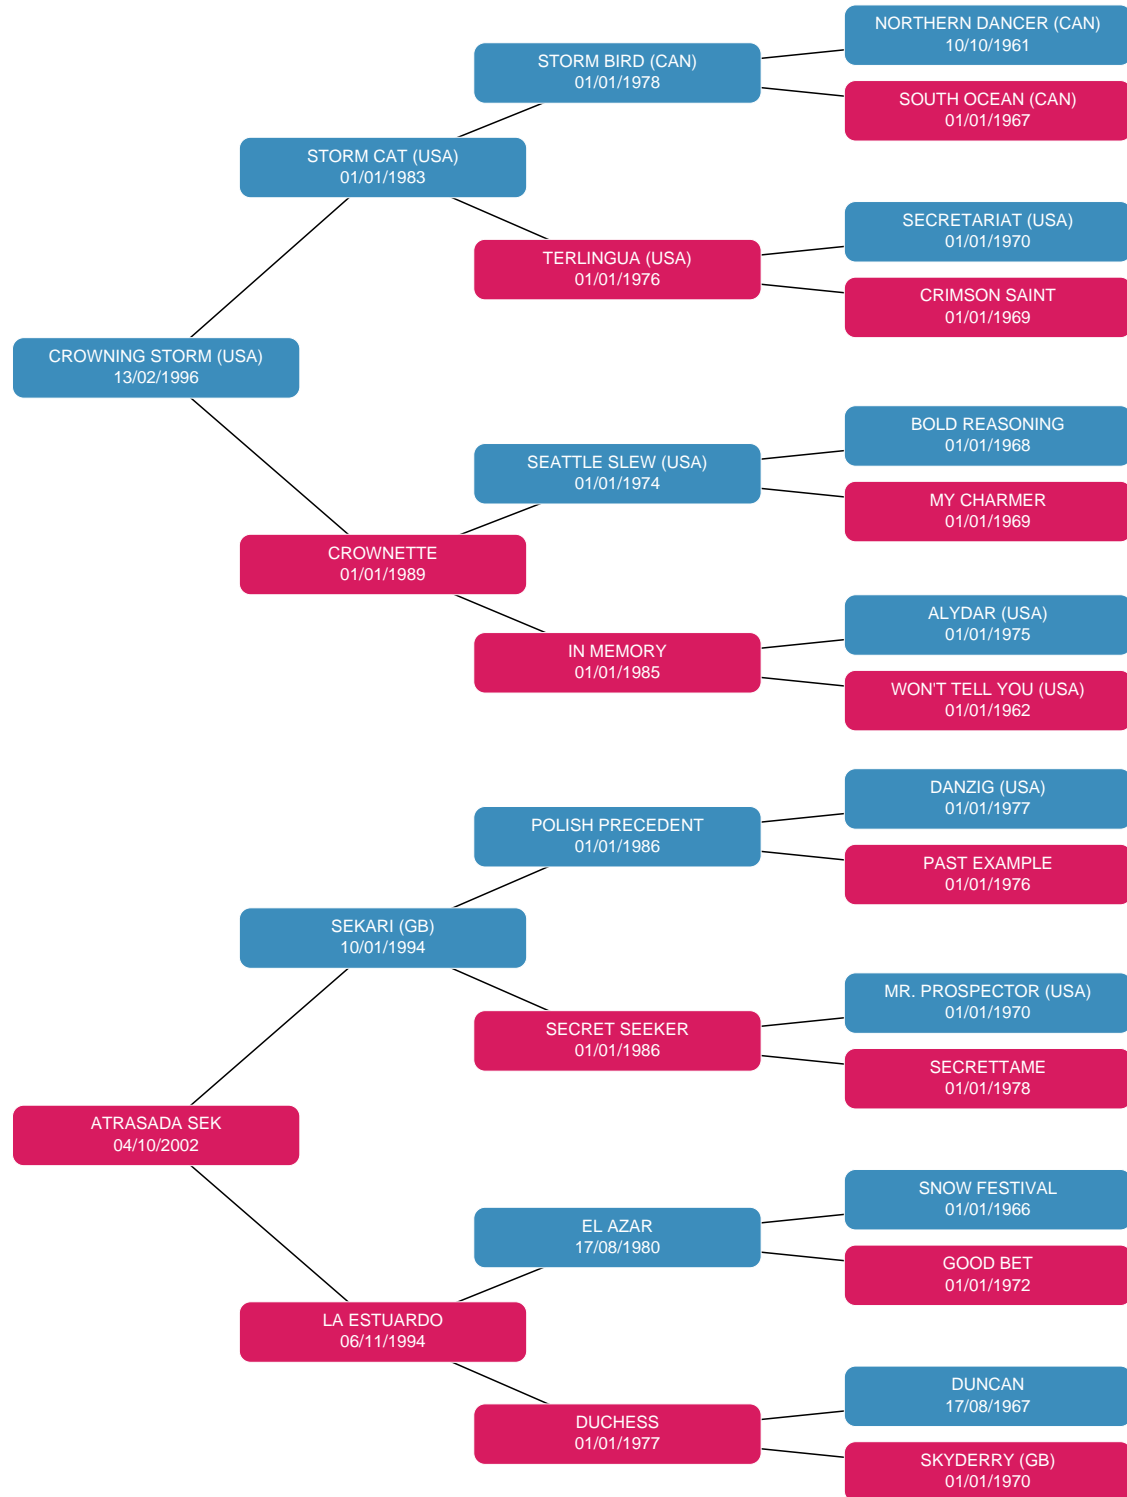 NORTHERN DANCER (CAN)
10/10/1961
STORM BIRD (CAN)
01/01/1978
SOUTH OCEAN (CAN)
01/01/1967
STORM CAT (USA)
01/01/1983
SECRETARIAT (USA)
01/01/1970
TERLINGUA (USA)
01/01/1976
CRIMSON SAINT
01/01/1969
CROWNING STORM (USA)
13/02/1996
BOLD REASONING
01/01/1968
SEATTLE SLEW (USA)
01/01/1974
MY CHARMER
01/01/1969
CROWNETTE
01/01/1989
ALYDAR (USA)
01/01/1975
IN MEMORY
01/01/1985
WON'T TELL YOU (USA)
01/01/1962
DANZIG (USA)
01/01/1977
POLISH PRECEDENT
01/01/1986
PAST EXAMPLE
01/01/1976
SEKARI (GB)
10/01/1994
MR. PROSPECTOR (USA)
01/01/1970
SECRET SEEKER
01/01/1986
SECRETTAME
01/01/1978
ATRASADA SEK
04/10/2002
SNOW FESTIVAL
01/01/1966
EL AZAR
17/08/1980
GOOD BET
01/01/1972
LA ESTUARDO
06/11/1994
DUNCAN
17/08/1967
DUCHESS
01/01/1977
SKYDERRY (GB)
01/01/1970